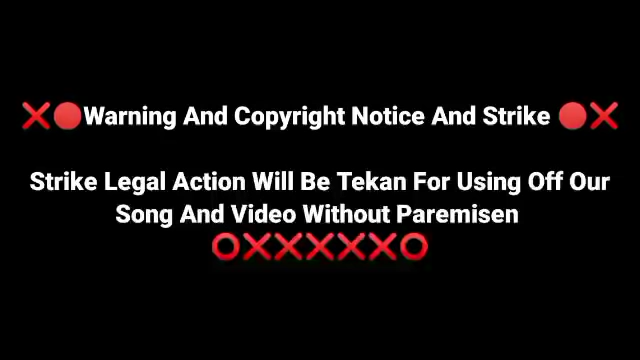 ❌🔴Warning And Copyright Notice And Strike 🔴❌
Strike Legal Action Will Be Tekan For Using Off Our
Song And Video Without Paremisen
⭕❌❌❌❌❌⭕